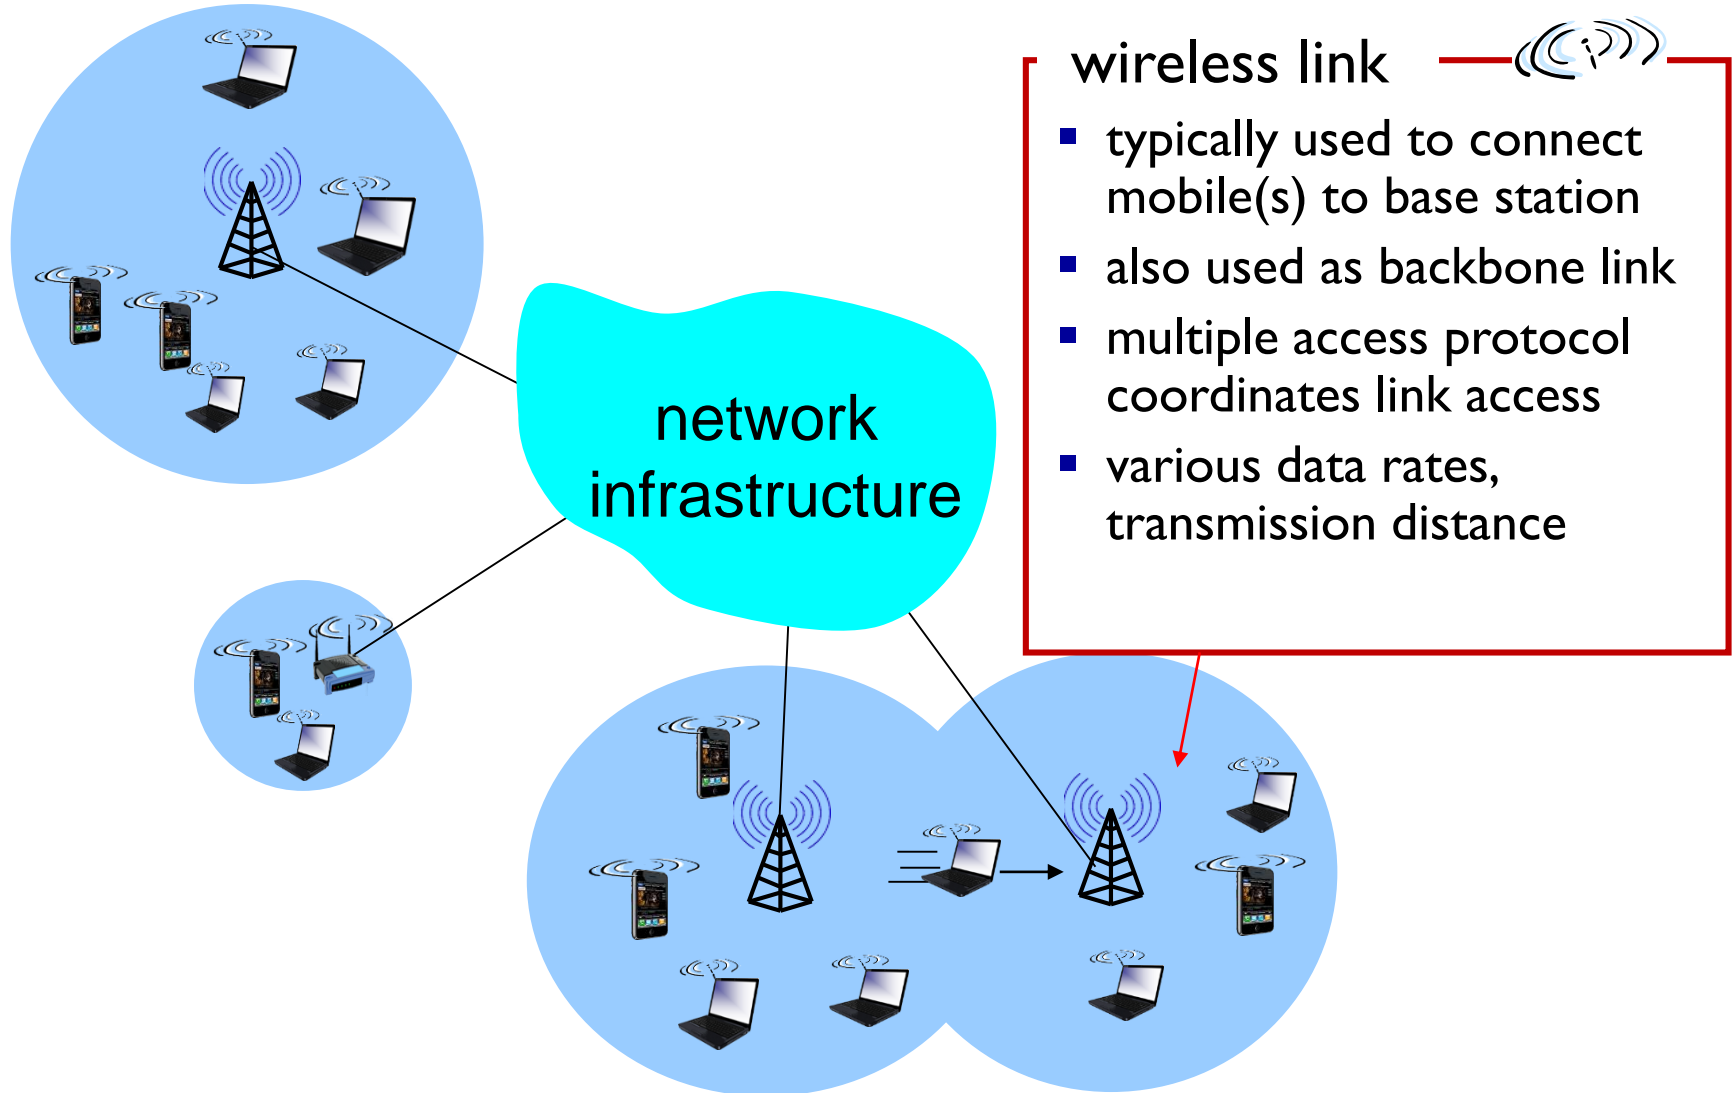 wireless link
▪ typically used to connect
mobile(s) to base station
▪ also used as backbone link
▪ multiple access protocol
coordinates link access
▪ various data rates,
transmission distance
network
infrastructure